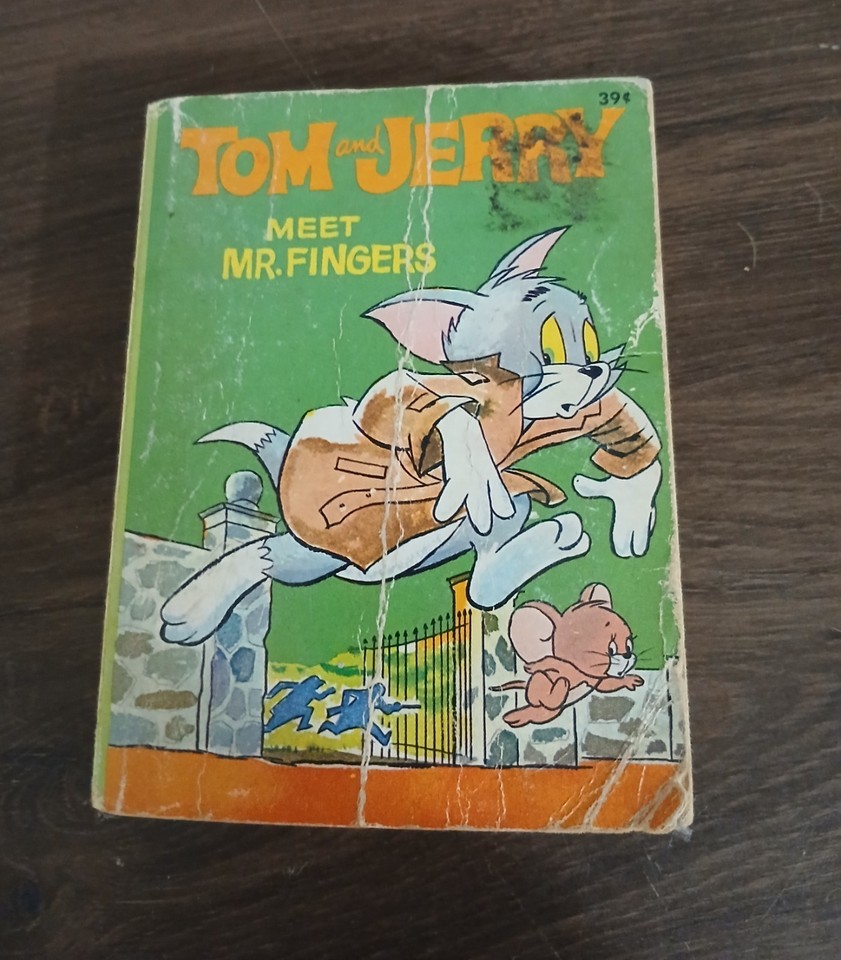 39¢
TOM and JERRY
MEET
MR. FINGERS